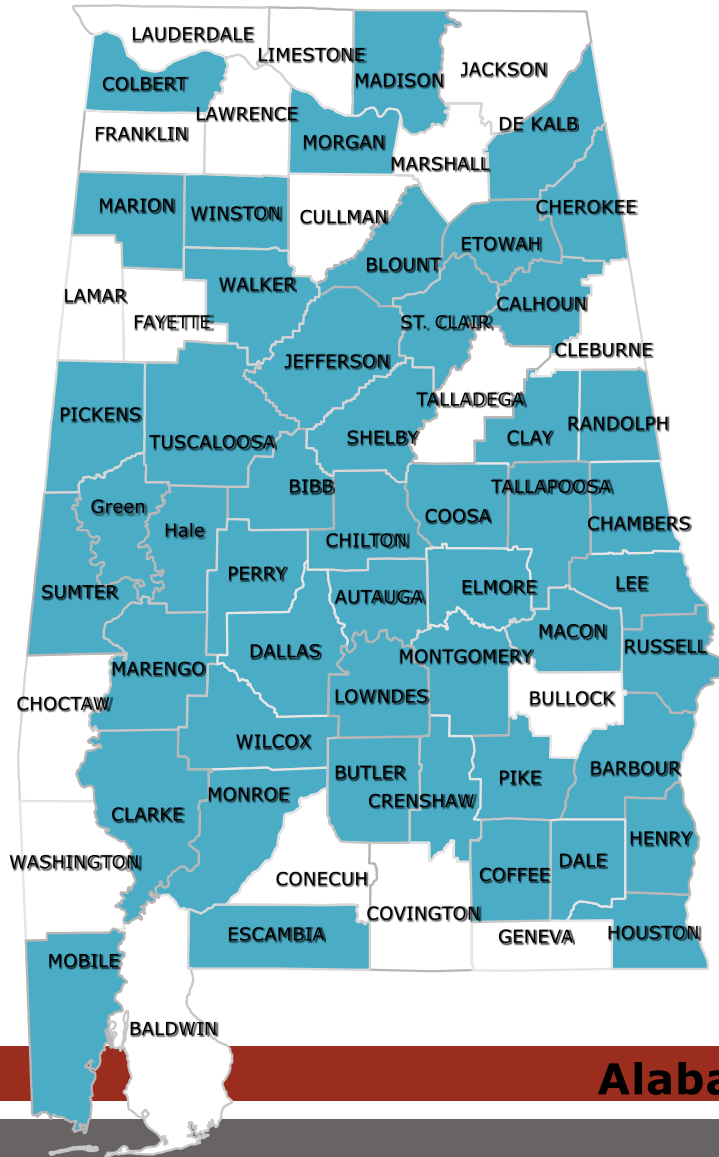 LAUDERDALE
LIMESTONE
MADISON
JACKSON
COLBERT
LAWRENCE
FRANKLIN
MORGAN
DE KALB
MARSHALL
MARION
WINSTON
CULLMAN
CHEROKEE
ETOWAH
BLOUNT
WALKER
LAMAR
FAYETTE
ST. CLAIR
CALHOUN
CLEBURNE
JEFFERSON
TALLADEGA
PICKENS
TUSCALOOSA
SHELBY
CLAY
RANDOLPH
BIBB
TALLAPOOSA
Green
Hale
COOSA
CHAMBERS
CHILTON
PERRY
SUMTER
AUTAUGA
ELMORE
LEE
MACON
RUSSELL
DALLAS
MONTGOMERY
MARENGO
CHOCTAW
LOWNDES
BULLOCK
WILCOX
BUTLER
PIKE
BARBOUR
MONROE
CRENSHAW
CLARKE
HENRY
WASHINGTON
CONECUH
COFFEE
DALE
COVINGTON
ESCAMBIA
GENEVA
HOUSTON
MOBILE
BALDWIN
Alaba